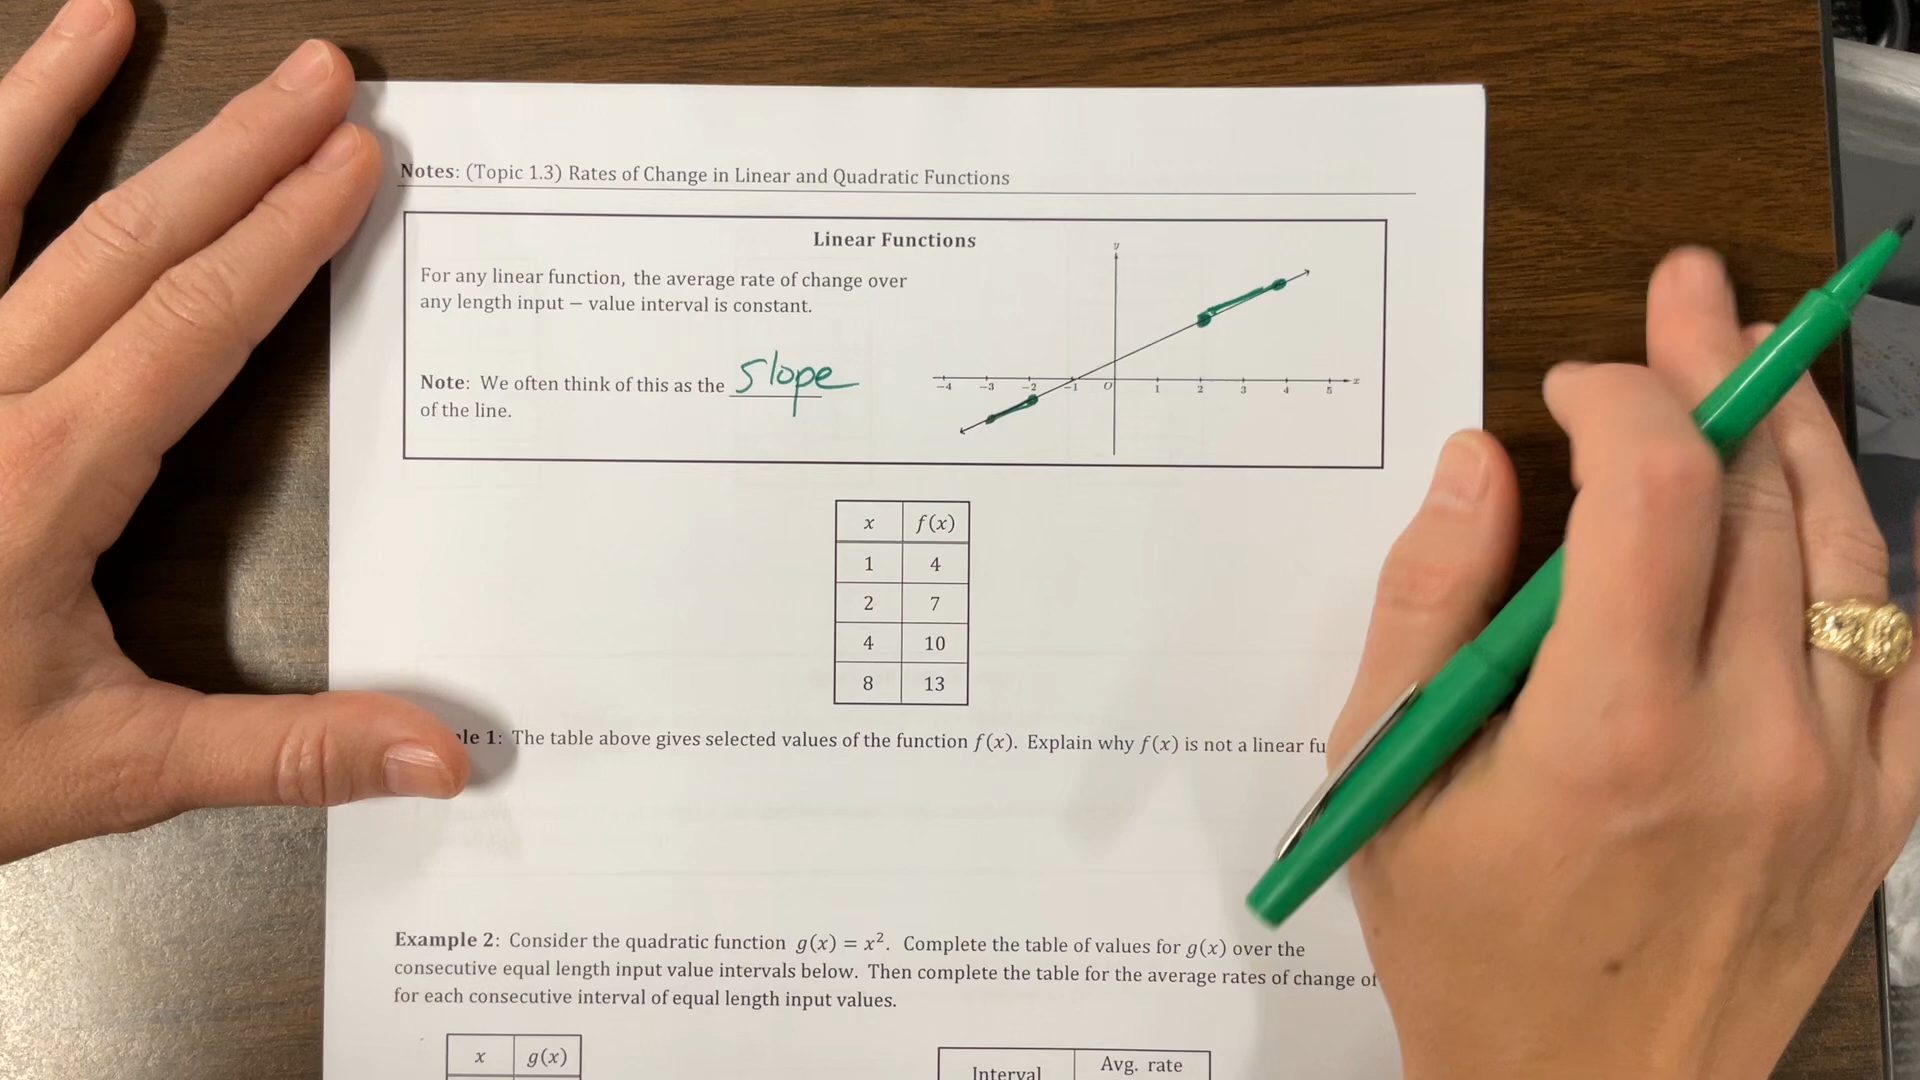 Notes: (Topic 1.3) Rates of Change in Linear and Quadratic Functions
Linear Functions
For any linear function, the average rate of change over
any length input – value interval is constant.
Note: We often think of this as the slope
of the line.
y
-4 -3 -2 -1 O 1 2 3 4 5 x
x f(x)
1 4
2 7
4 10
8 13
1: The table above gives selected values of the function f(x). Explain why f(x) is not a linear
Example 2: Consider the quadratic function g(x) = x². Complete the table of values for g(x) over the
consecutive equal length input value intervals below. Then complete the table for the average rates of change of
for each consecutive interval of equal length input values.
x g(x)
Interval Avg. rate